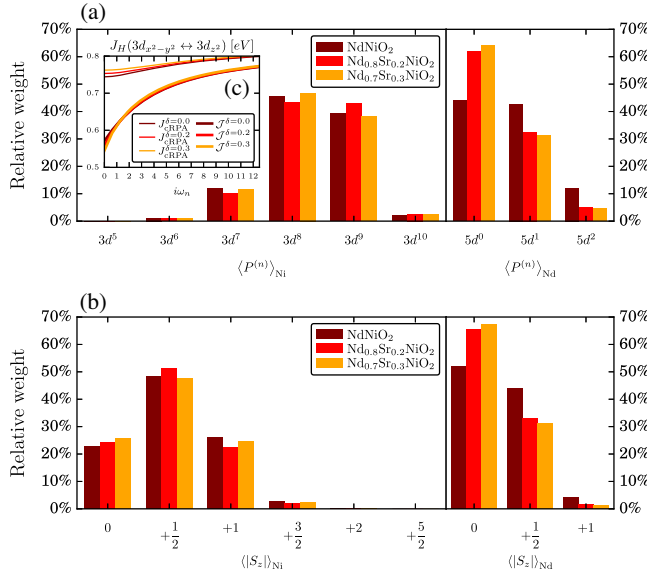 (a)
70%
60%
50%
40%
30%
20%
10%
0%
Relative weight
J_H(3d_{x²−y²} ↔ 3d_{z²}) [eV]
0.8
0.7
0.6
0.5
(c)
J_{cRPA}^{δ=0.0} 𝒥^{δ=0.0}
J_{cRPA}^{δ=0.2} 𝒥^{δ=0.2}
J_{cRPA}^{δ=0.3} 𝒥^{δ=0.3}
0 1 2 3 4 5 6 7 8 9 10 11 12
iω_n
NdNiO₂
Nd₀.₈Sr₀.₂NiO₂
Nd₀.₇Sr₀.₃NiO₂
3d⁵ 3d⁶ 3d⁷ 3d⁸ 3d⁹ 3d¹⁰
⟨P⁽ⁿ⁾⟩_Ni
70%
60%
50%
40%
30%
20%
10%
0%
5d⁰ 5d¹ 5d²
⟨P⁽ⁿ⁾⟩_Nd
(b)
70%
60%
50%
40%
30%
20%
10%
0%
Relative weight
NdNiO₂
Nd₀.₈Sr₀.₂NiO₂
Nd₀.₇Sr₀.₃NiO₂
0 +1/2 +1 +3/2 +2 +5/2
⟨|S_z|⟩_Ni
70%
60%
50%
40%
30%
20%
10%
0%
0 +1/2 +1
⟨|S_z|⟩_Nd